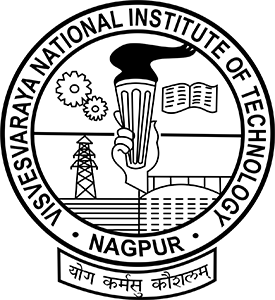 VISVESVARAYA NATIONAL INSTITUTE OF TECHNOLOGY
· NAGPUR ·
योग कर्मसु कौशलम्